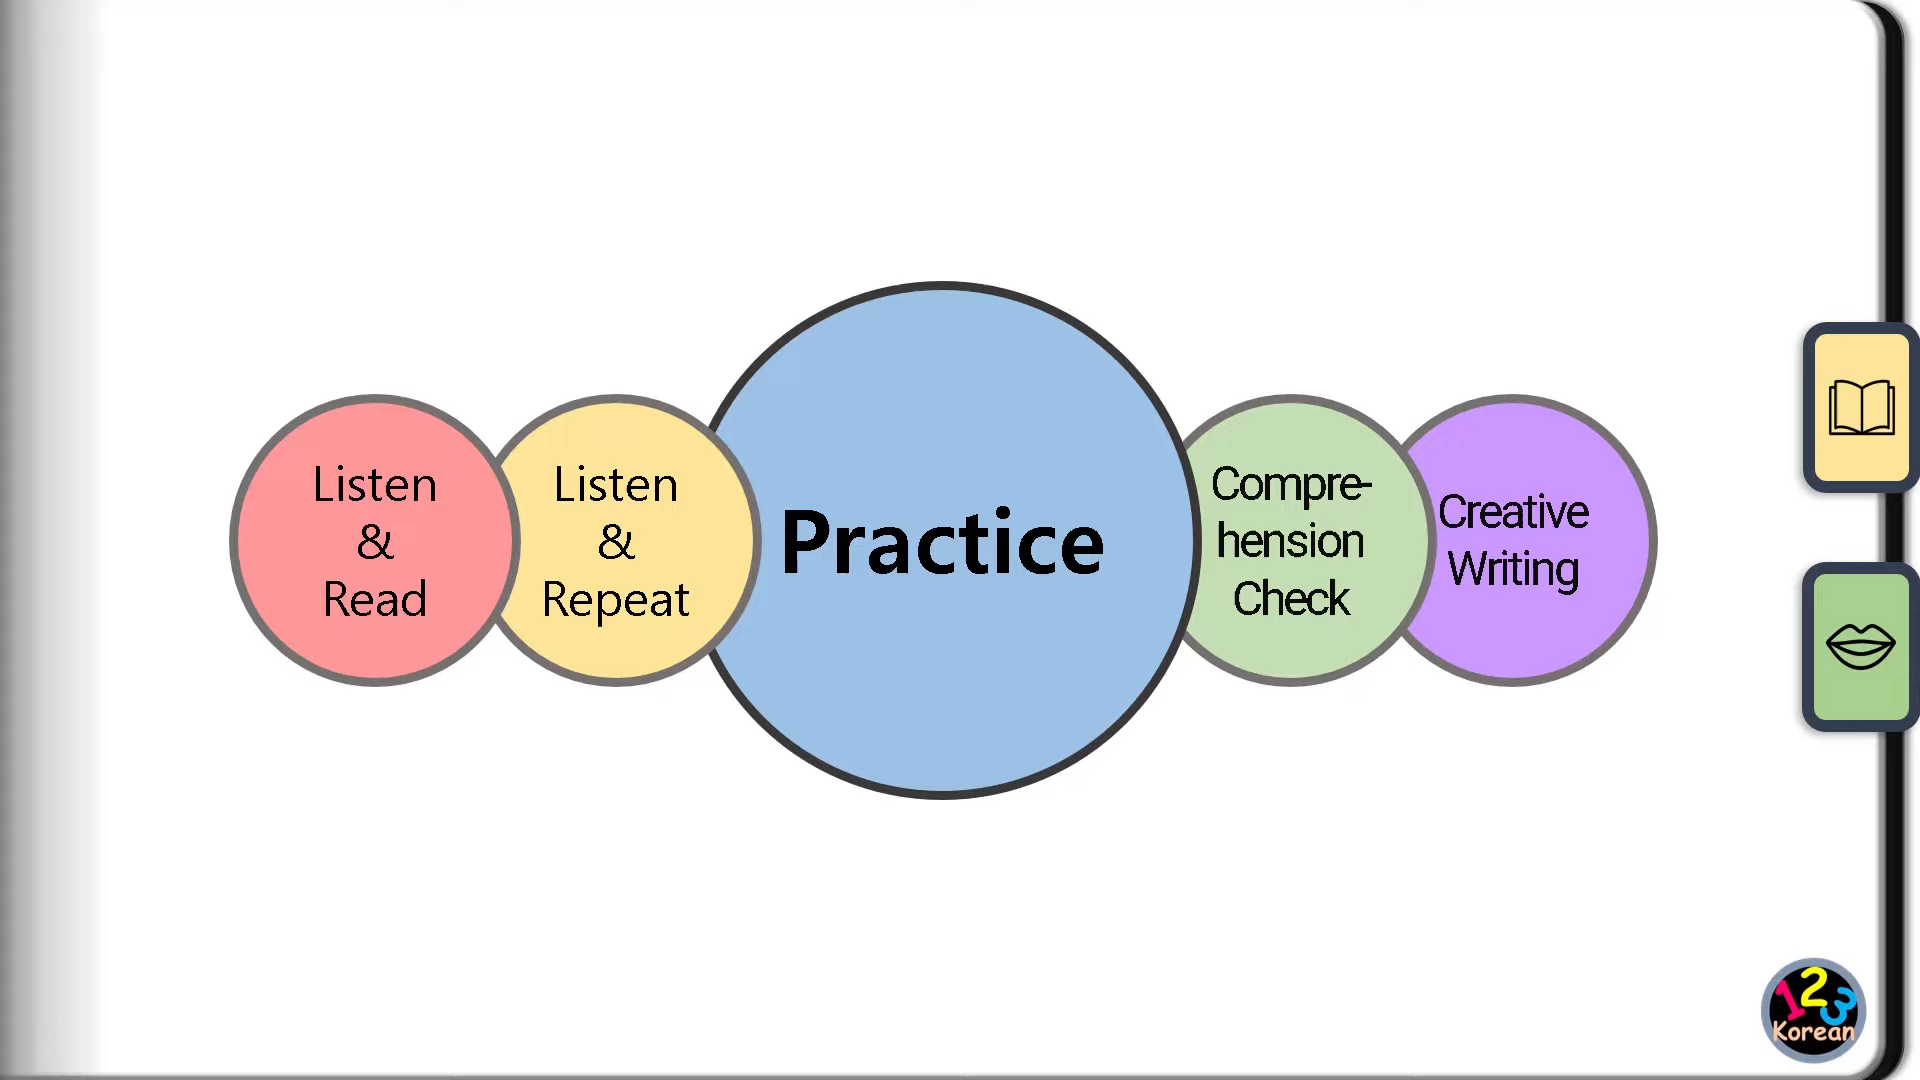 Listen
&
Read
Listen
&
Repeat
Practice
Compre-
hension
Check
Creative
Writing
123
Korean